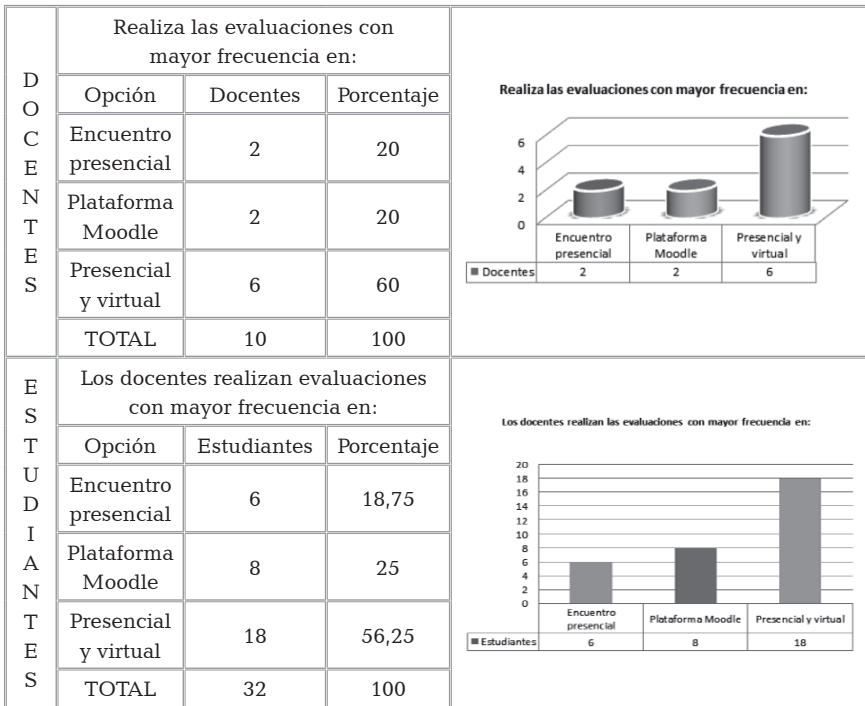 DOCENTES
Realiza las evaluaciones con
mayor frecuencia en:
Opción Docentes Porcentaje
Encuentro
presencial 2 20
Plataforma
Moodle 2 20
Presencial
y virtual 6 60
TOTAL 10 100
Realiza las evaluaciones con mayor frecuencia en:
6
4
2
0
Encuentro presencial Plataforma Moodle Presencial y virtual
Docentes 2 2 6
ESTUDIANTES
Los docentes realizan evaluaciones
con mayor frecuencia en:
Opción Estudiantes Porcentaje
Encuentro
presencial 6 18,75
Plataforma
Moodle 8 25
Presencial
y virtual 18 56,25
TOTAL 32 100
Los docentes realizan las evaluaciones con mayor frecuencia en:
20
18
16
14
12
10
8
6
4
2
0
Encuentro presencial Plataforma Moodle Presencial y virtual
Estudiantes 6 8 18